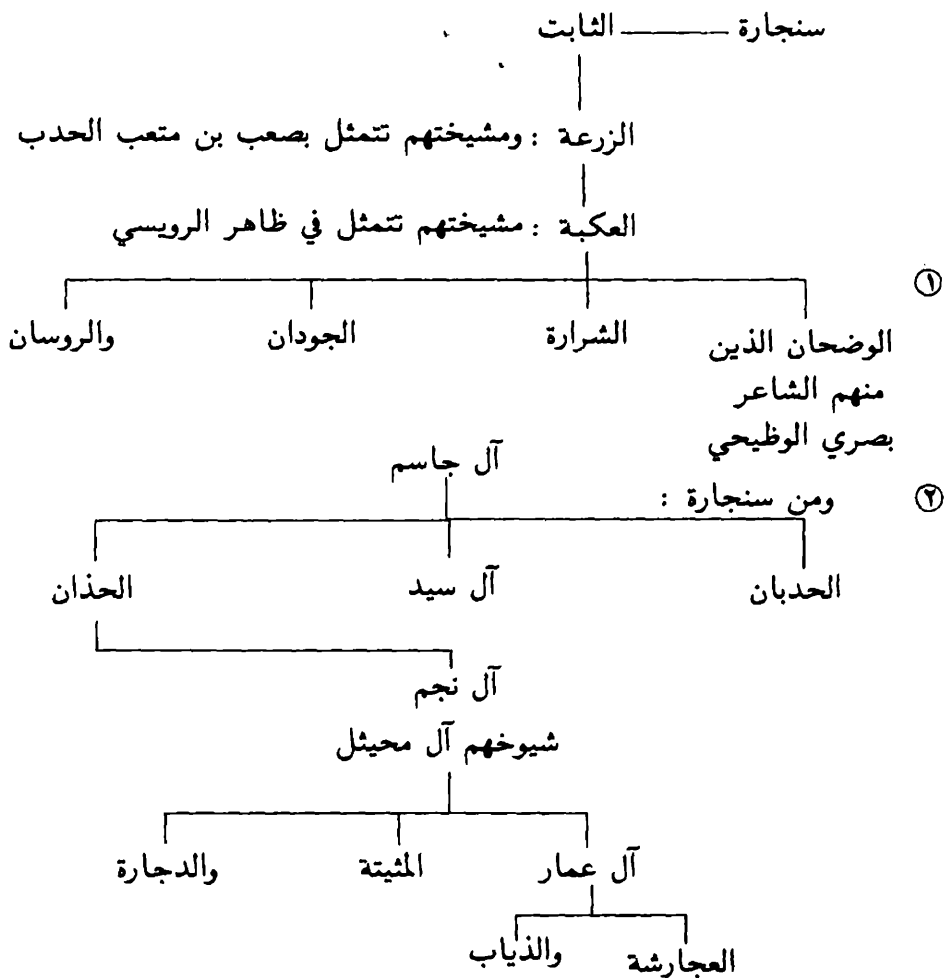 سنجارة ——— الثابت
الزرعة : ومشيختهم تتمثل بصعب بن متعب الحدب
العكبة : مشيختهم تتمثل في ظاهر الرويسي
①
الوضحان الذين
منهم الشاعر
بصري الوظيحي
الشرارة
الجودان
والروسان
② ومن سنجارة :
آل جاسم
الحدبان
آل سيد
الحذان
آل نجم
شيوخهم آل محيثل
آل عمار
المثيتة
والدجارة
العجارشة
والذياب